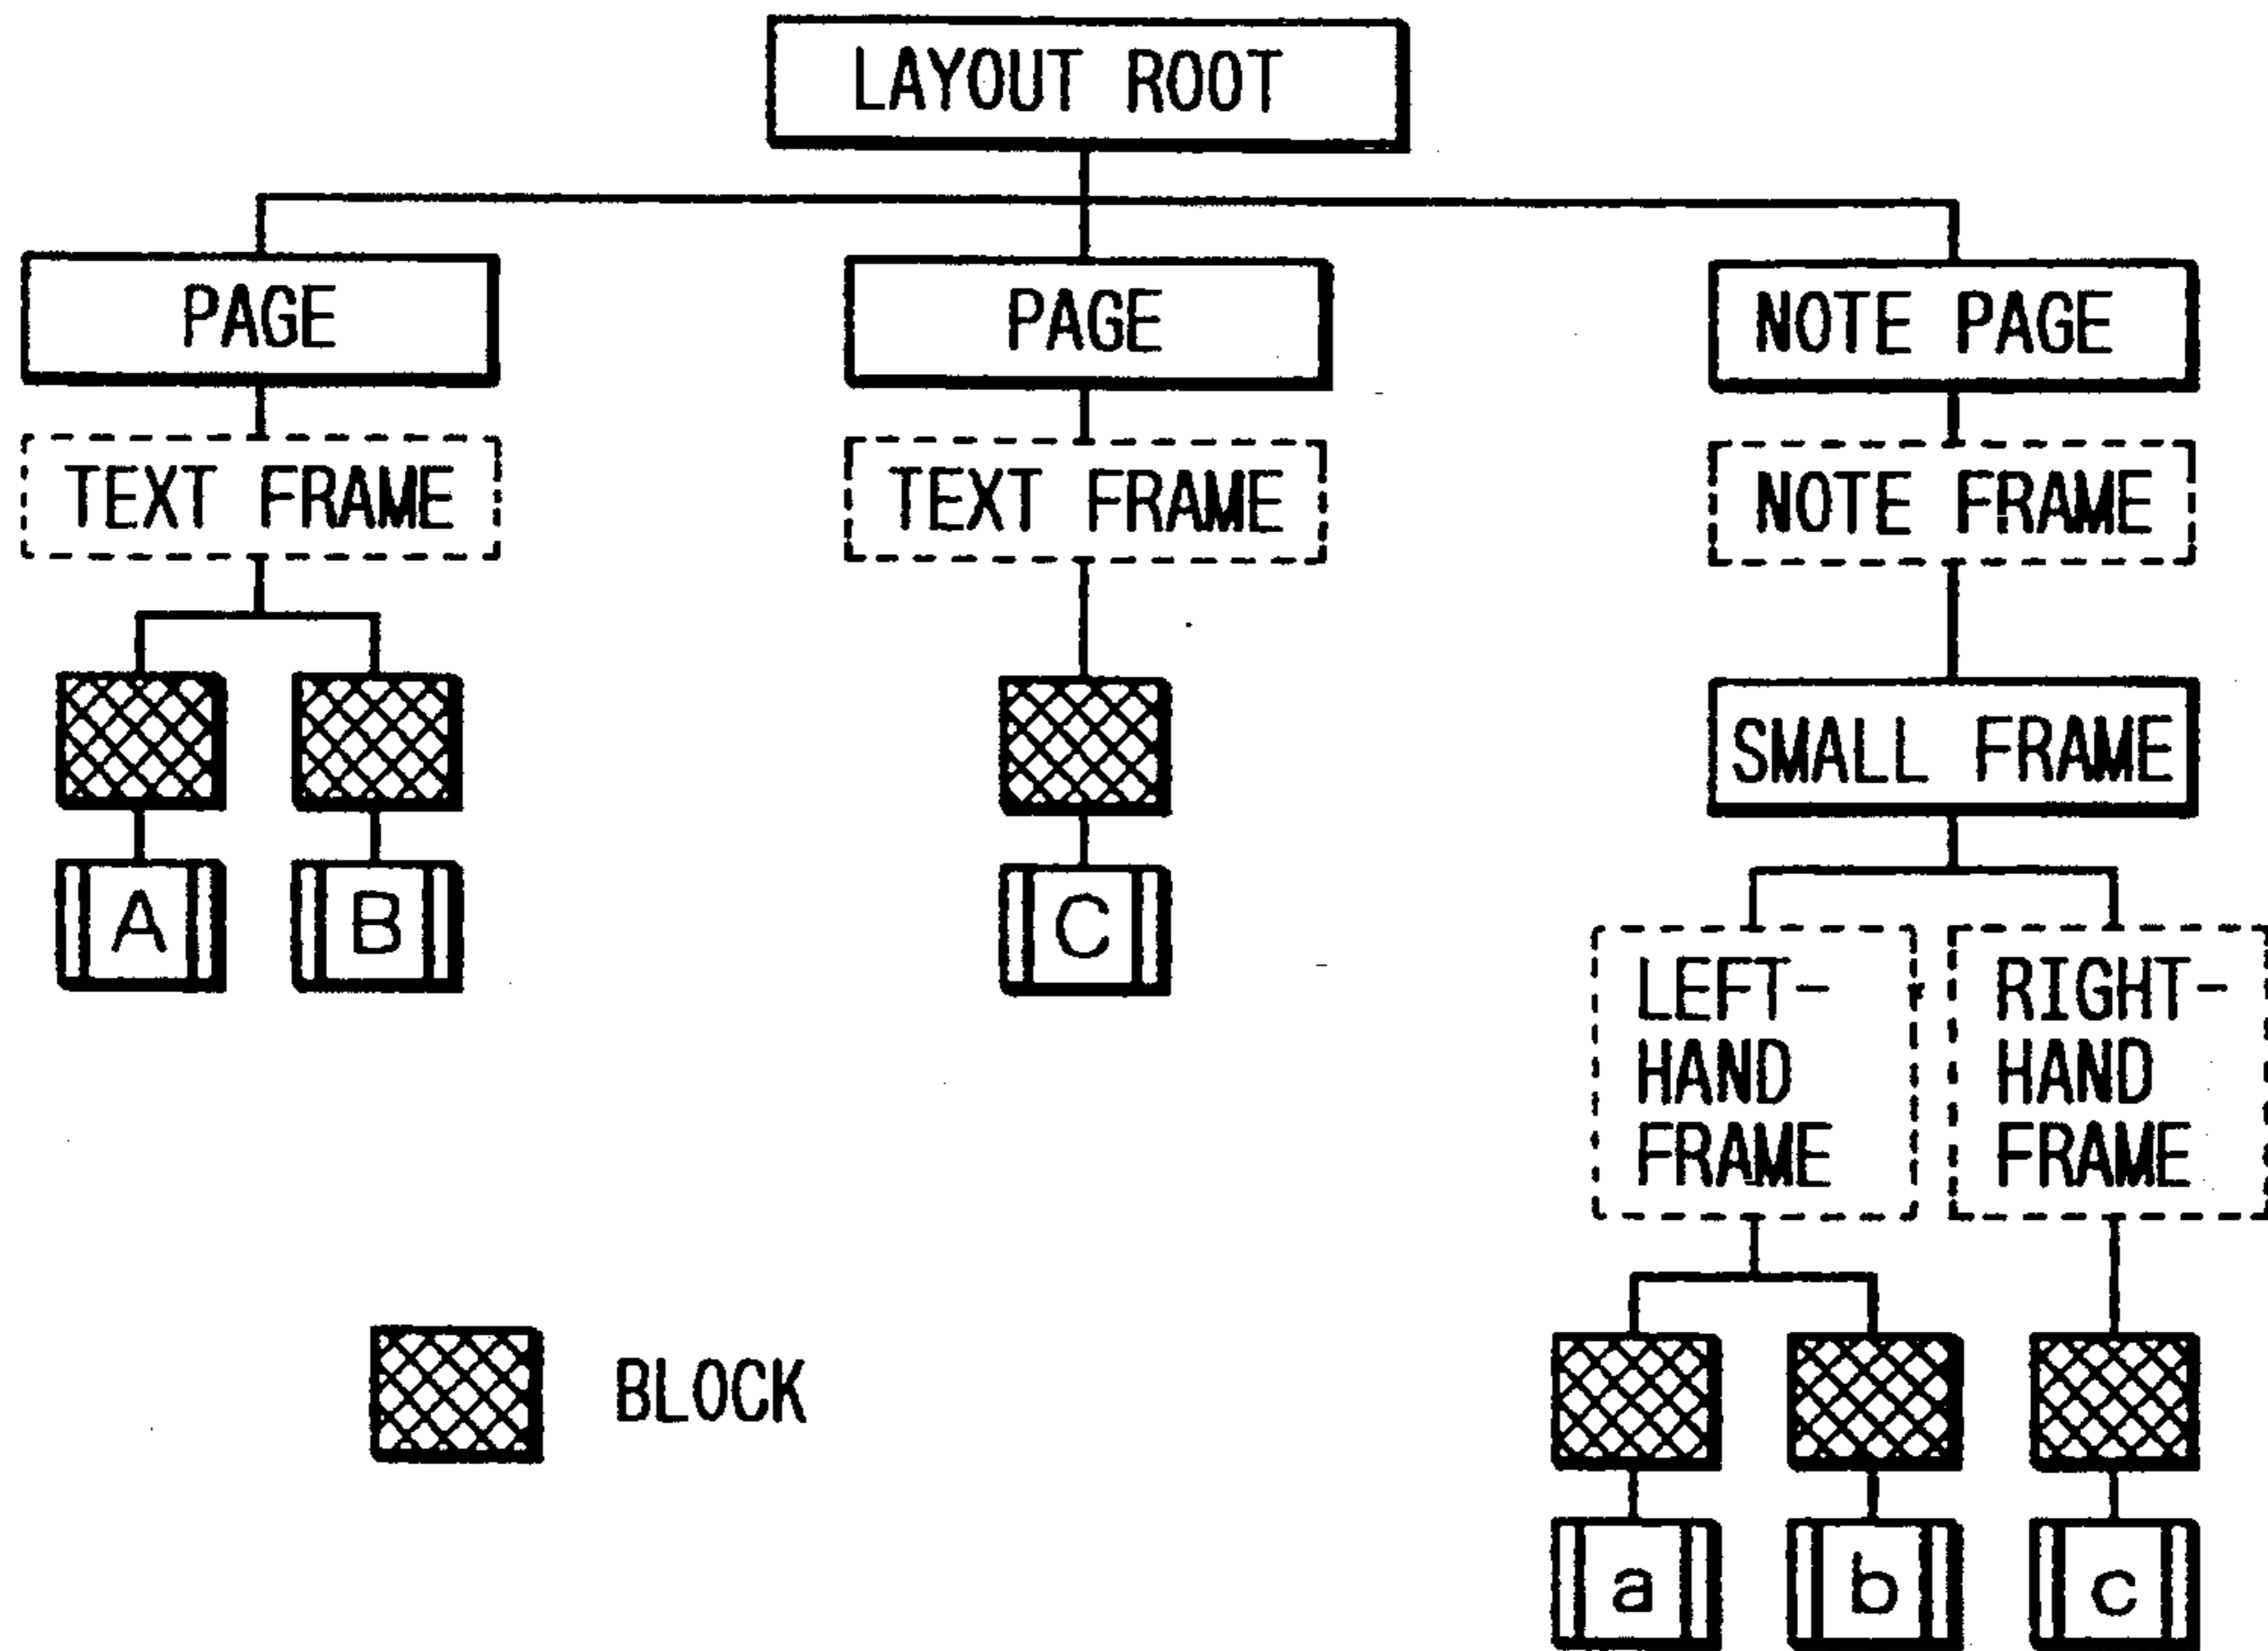 LAYOUT ROOT
PAGE
PAGE
NOTE PAGE
TEXT FRAME
TEXT FRAME
NOTE FRAME
SMALL FRAME
A
B
C
LEFT-
HAND
FRAME
RIGHT-
HAND
FRAME
BLOCK
a
b
c